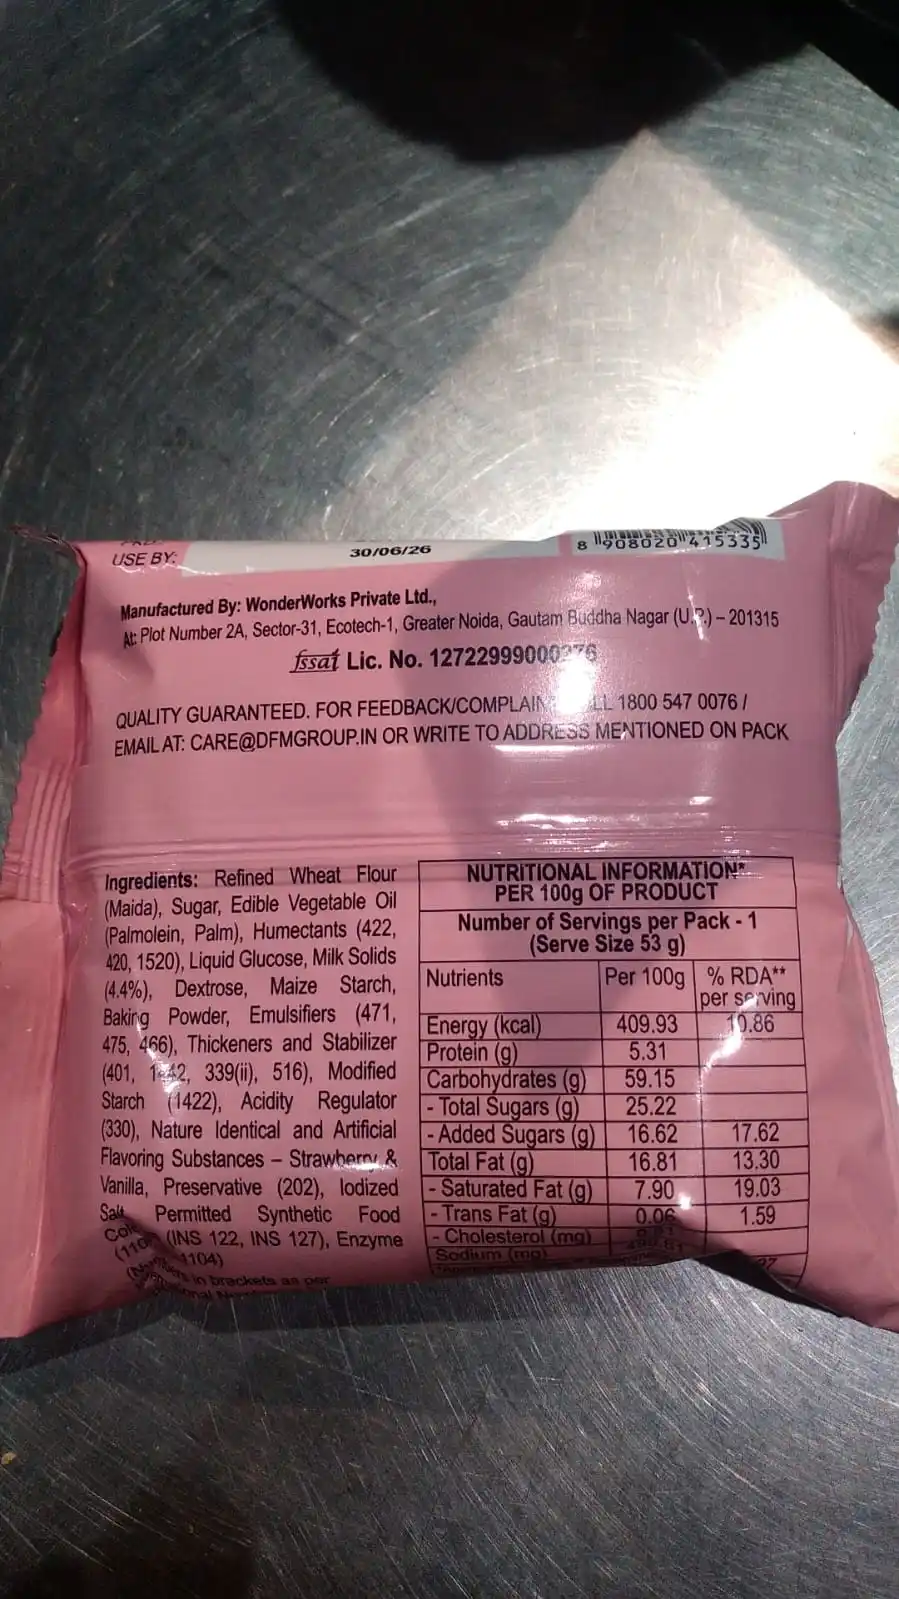 USE BY:
30/06/26
8 908020 415335
Manufactured By: WonderWorks Private Ltd.,
At: Plot Number 2A, Sector-31, Ecotech-1, Greater Noida, Gautam Buddha Nagar (U.P.) – 201315
fssai Lic. No.
QUALITY GUARANTEED. FOR 1800 547 0076 /
EMAIL AT: CARE@DFMGROUP.IN OR WRITE TO ADDRESS MENTIONED ON PACK
Ingredients: Refined Wheat Flour
(Maida), Sugar, Edible Vegetable Oil
(Palmolein, Palm), Humectants (422,
420, 1520), Liquid Glucose, Milk Solids
(4.4%), Dextrose, Maize Starch,
Baking Powder, Emulsifiers (471,
475, 466), Thickeners and Stabilizer
(401, 339(ii), 516), Modified
Starch (1422), Acidity Regulator
(330), Nature Identical and Artificial
Flavoring Substances – Strawberry &
Vanilla, Preservative (202), Iodized
Salt, Permitted Synthetic Food
(INS 122, INS 127), Enzyme
in brackets as per
NUTRITIONAL INFORMATION*
PER 100g OF PRODUCT
Number of Servings per Pack - 1
(Serve Size 53 g)
Nutrients Per 100g % RDA**
per serving
Energy (kcal) 409.93 10.86
Protein (g) 5.31
Carbohydrates (g) 59.15
- Total Sugars (g) 25.22
- Added Sugars (g) 16.62 17.62
Total Fat (g) 16.81 13.30
- Saturated Fat (g) 7.90 19.03
- Trans Fat (g) 0.06 1.59
- Cholesterol (mg)
Sodium (mg)